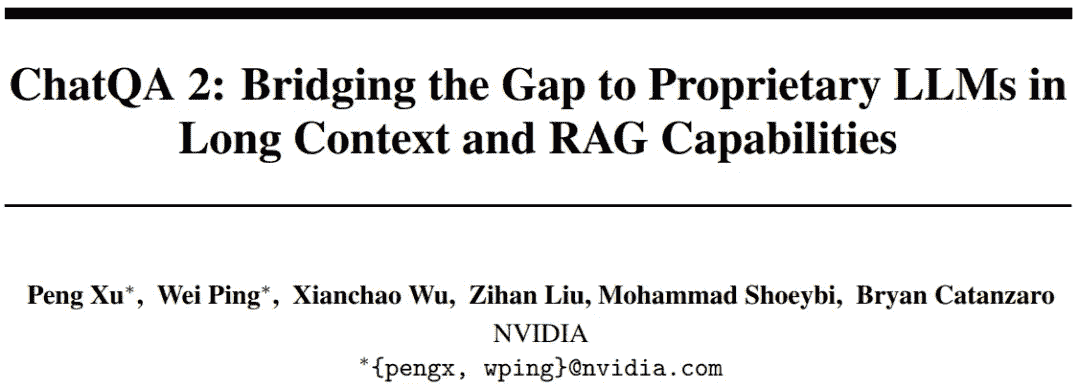 ChatQA 2: Bridging the Gap to Proprietary LLMs in
Long Context and RAG Capabilities
Peng Xu*, Wei Ping*, Xianchao Wu, Zihan Liu, Mohammad Shoeybi, Bryan Catanzaro
NVIDIA
*{pengx, wping}@nvidia.com